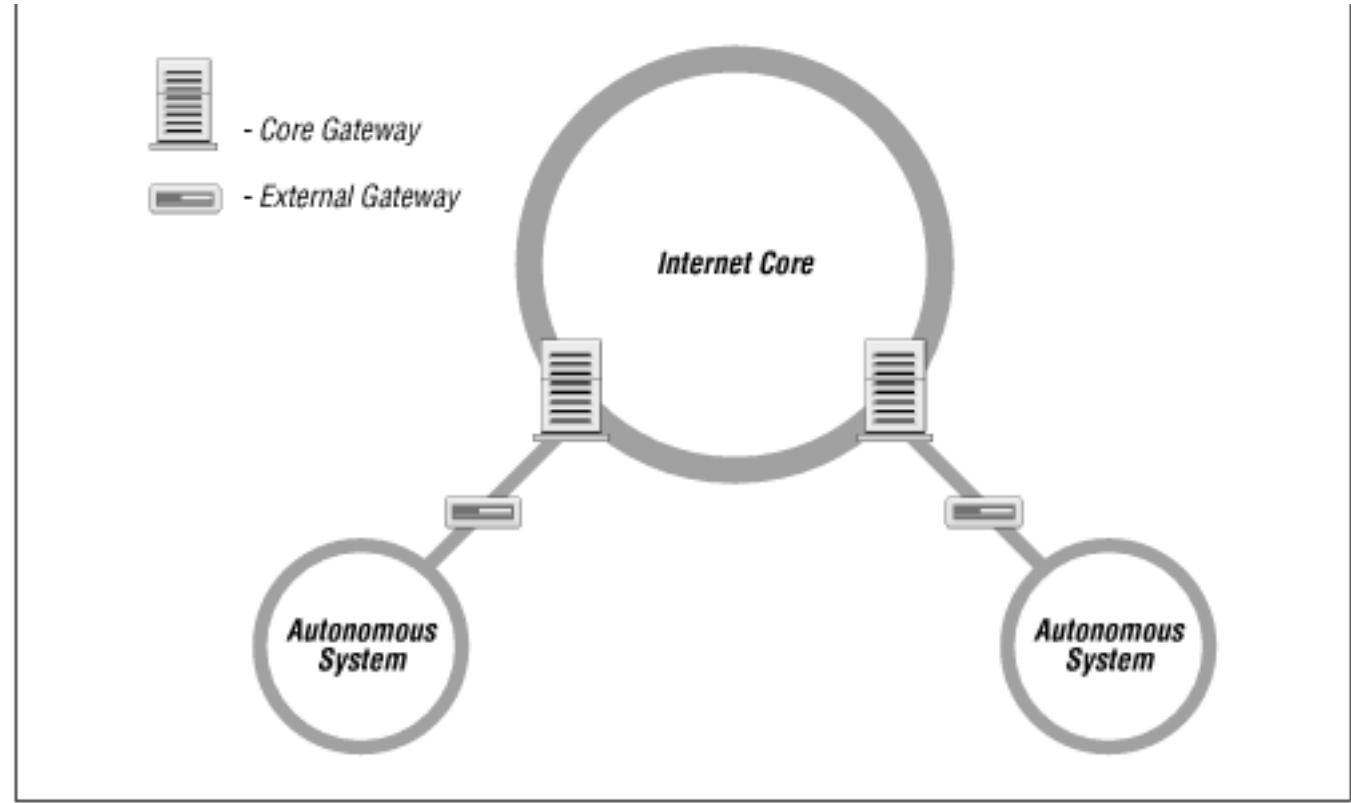 - Core Gateway
- External Gateway
Internet Core
Autonomous
System
Autonomous
System